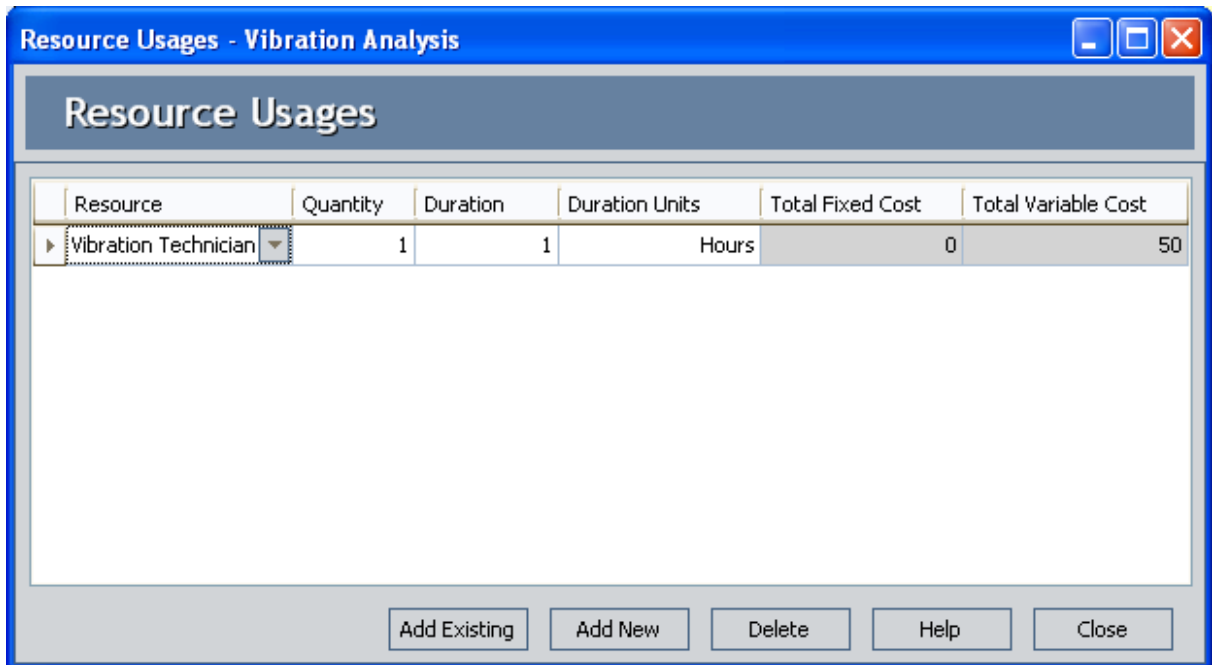 Resource Usages - Vibration Analysis
Resource Usages
Resource Quantity Duration Duration Units Total Fixed Cost Total Variable Cost
Vibration Technician 1 1 Hours 0 50
Add Existing Add New Delete Help Close